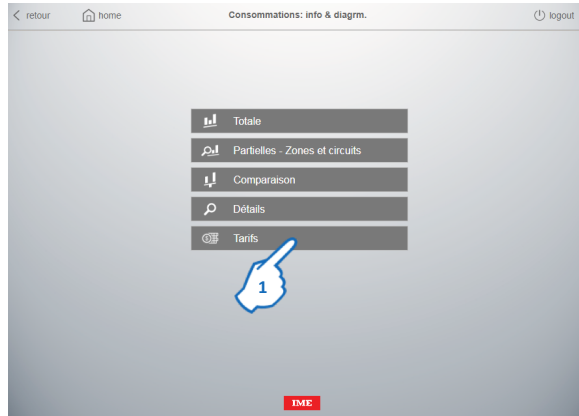 retour
home
Consommations: info & diagrm.
logout
Totale
Partielles - Zones et circuits
Comparaison
Détails
Tarifs
1
IME